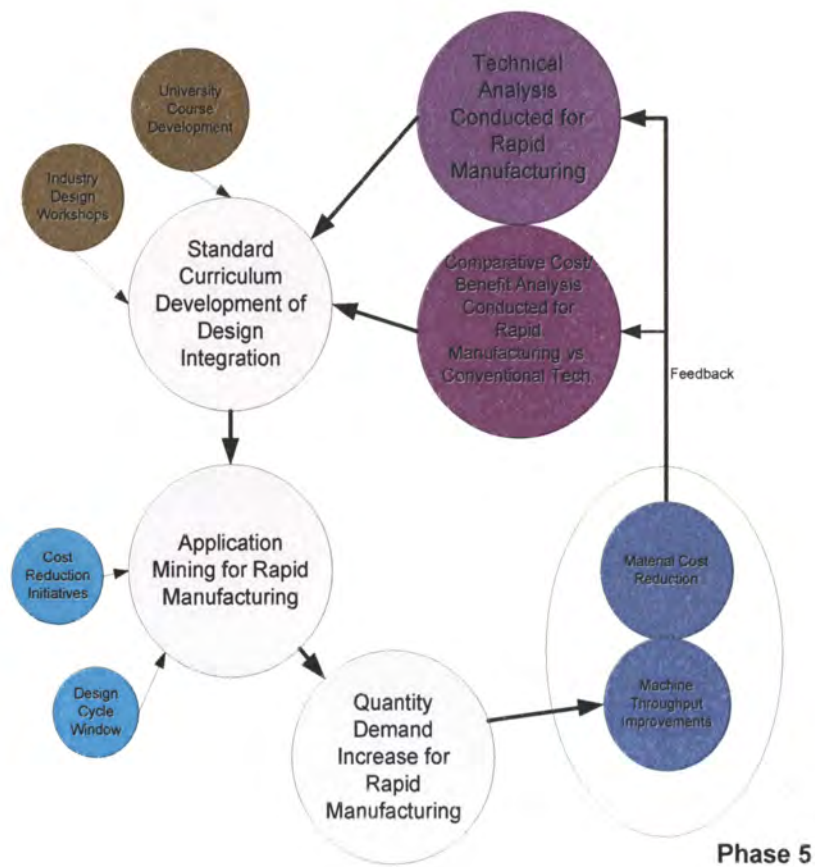 Technical
Analysis
Conducted for
Rapid
Manufacturing
University
Course
Development
Industry
Design
Workshops
Standard
Curriculum
Development of
Design
Integration
Comparative Cost/
Benefit Analysis
Conducted for
Rapid
Manufacturing vs
Conventional Tech.
Feedback
Application
Mining for Rapid
Manufacturing
Cost
Reduction
Initiatives
Material Cost
Reduction
Design
Cycle
Window
Quantity
Demand
Increase for
Rapid
Manufacturing
Machine
Throughput
Improvements
Phase 5